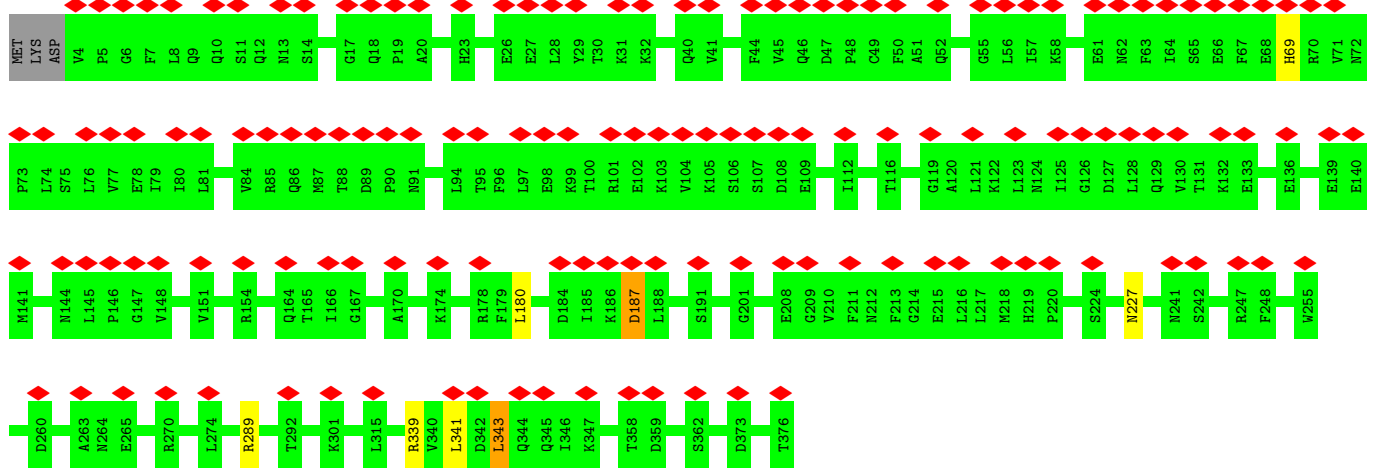 MET LYS ASP V4 P5 G6 F7 L8 Q9 Q10 S11 Q12 N13 S14 G17 Q18 P19 A20 H23 E26 E27 L28 Y29 T30 K31 K32 Q40 V41 F44 V45 Q46 D47 P48 C49 F50 A51 Q52 G55 L56 I57 K58 E61 N62 F63 I64 S65 E66 F67 E68 H69 R70 V71 N72
P73 L74 S75 L76 V77 E78 I79 I80 L81 V84 R85 Q86 M87 T88 D89 P90 N91 L94 T95 F96 L97 E98 K99 T100 R101 E102 K103 V104 K105 S106 S107 D108 E109 I112 T116 G119 A120 L121 K122 L123 N124 I125 G126 D127 L128 Q129 V130 T131 K132 E133 E136 E139 E140
M141 N144 L145 P146 G147 V148 V151 R154 Q164 T165 I166 G167 A170 K174 R178 F179 L180 D184 I185 K186 D187 L188 S191 G201 E208 G209 V210 F211 N212 F213 G214 E215 L216 L217 M218 H219 P220 S224 N227 N241 S242 R247 F248 W255
D260 A263 N264 E265 R270 L274 R289 T292 K301 L315 R339 V340 L341 D342 L343 Q344 Q345 I346 K347 T358 D359 S362 D373 T376